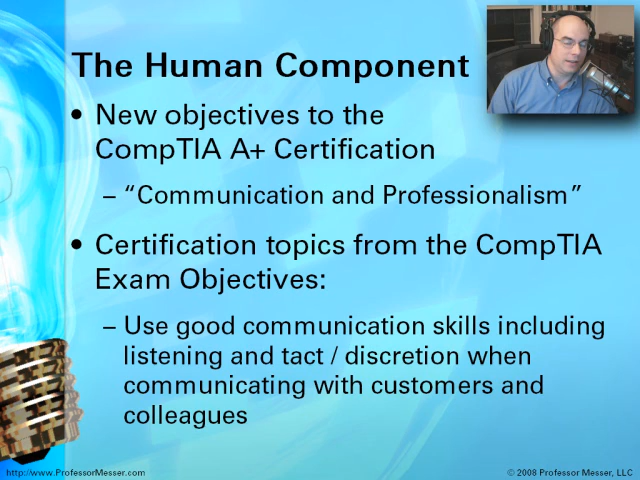 The Human Component
• New objectives to the
CompTIA A+ Certification
– “Communication and Professionalism”
• Certification topics from the CompTIA
Exam Objectives:
– Use good communication skills including
listening and tact / discretion when
communicating with customers and
colleagues
http://www.ProfessorMesser.com
© 2008 Professor Messer, LLC